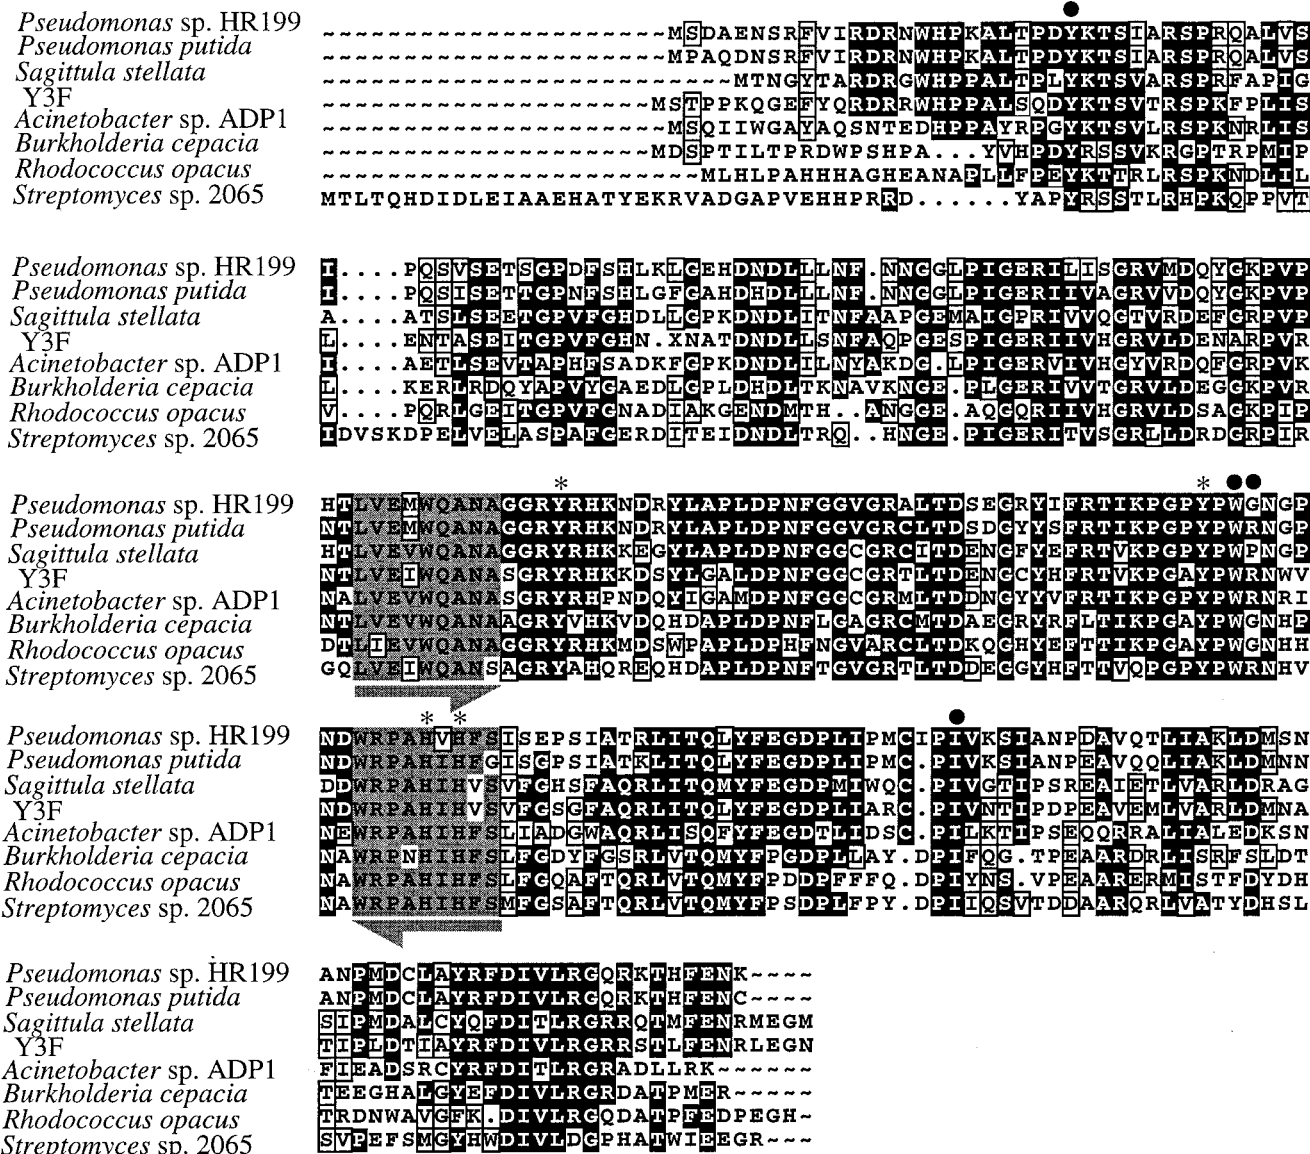 ●
Pseudomonas sp. HR199 ~~~~~~~~~~~~~~~~~~~~~MSDAENSRFVIRDRNWHPKALTPDYKTSIARSPRQALVS
Pseudomonas putida ~~~~~~~~~~~~~~~~~~~~~MPAQDNSRFVIRDRNWHPKALTPDYKTSIARSPRQALVS
Sagittula stellata ~~~~~~~~~~~~~~~~~~~~~~~~~MTNGYTARDRGWHPPALTPLYKTSVARSPRFAPIG
Y3F ~~~~~~~~~~~~~~~~~~~~MSTPPKQGEFYQRDRRWHPPALSQDYKTSVTRSPKFPLIS
Acinetobacter sp. ADP1 ~~~~~~~~~~~~~~~~~~~~~MSQIIWGAYAQSNTEDHPPAYRPGYKTSVLRSPKNRLIS
Burkholderia cepacia ~~~~~~~~~~~~~~~~~~~~MDSPTILTPRDWPSHPA...YVHPDYRSSVKRGPTRPMIP
Rhodococcus opacus ~~~~~~~~~~~~~~~~~~~~~~~MLHLPAHHHAGHEANAPLLFPEYKTTRLRSPKNDLIL
Streptomyces sp. 2065 MTLTQHDIDLEIAAEHATYEKRVADGAPVEHHPRRD......YAPYRSSTLRHPKQPPVT
Pseudomonas sp. HR199 I....PQSVSETSGPDFSHLKLGEHDNDLLLNF.NNGGLPIGERILISGRVMDQYGKPVP
Pseudomonas putida I....PQSISETTGPNFSHLGFGAHDHDLLLNF.NNGGLPIGERIIVAGRVVDQYGKPVP
Sagittula stellata A....ATSLSEETGPVFGHDLLGPKDNDLITNFAAPGEMAIGPRIVVQGTVRDEFGRPVP
Y3F L....ENTASEITGPVFGHN.XNATDNDLLSNFAQPGESPIGERIIVHGRVLDENARPVR
Acinetobacter sp. ADP1 I....AETLSEVTAPHFSADKFGPKDNDLILNYAKDG.LPIGERVIVHGYVRDQFGRPVK
Burkholderia cepacia L....KERLRDQYAPVYGAEDLGPLDHDLTKNAVKNGE.PLGERIVVTGRVLDEGGKPVR
Rhodococcus opacus V....PQRLGEITGPVFGNADIAKGENDMTH..ANGGE.AQGQRIIVHGRVLDSAGKPIP
Streptomyces sp. 2065 IDVSKDPELVELASPAFGERDITEIDNDLTRQ..HNGE.PIGERITVSGRLLDRDGRPIR
* * ●●
Pseudomonas sp. HR199 HTLVEMWQANAGGRYRHKNDRYLAPLDPNFGGVGRALTDSEGRYIFRTIKPGPYPWGNGP
Pseudomonas putida NTLVEMWQANAGGRYRHKNDRYLAPLDPNFGGVGRCLTDSDGYYSFRTIKPGPYPWRNGP
Sagittula stellata HTLVEVWQANAGGRYRHKKEGYLAPLDPNFGGCGRCITDENGFYEFRTVKPGPYPWPNGP
Y3F NTLVEIWQANASGRYRHKKDSYLGALDPNFGGCGRTLTDENGCYHFRTVKPGAYPWRNWV
Acinetobacter sp. ADP1 NALVEVWQANASGRYRHPNDQYIGAMDPNFGGCGRMLTDDNGYYVFRTIKPGPYPWRNRI
Burkholderia cepacia NTLVEVWQANAAGRYVHKVDQHDAPLDPNFLGAGRCMTDAEGRYRFLTIKPGAYPWGNHP
Rhodococcus opacus DTLIEVWQANAGGRYRHKMDSWPAPLDPHFNGVARCLTDKQGHYEFTTIKPGAYPWGNHH
Streptomyces sp. 2065 GQLVEIWQANSAGRYAHQREQHDAPLDPNFTGVGRTLTDDEGGYHFTTVQPGPYPWRNHV
* * ●
Pseudomonas sp. HR199 NDWRPAHVHFSISEPSIATRLITQLYFEGDPLIPMCIPIVKSIANPDAVQTLIAKLDMSN
Pseudomonas putida NDWRPAHIHFGISGPSIATKLITQLYFEGDPLIPMC.PIVKSIANPEAVQQLIAKLDMNN
Sagittula stellata DDWRPAHIHVSVFGHSFAQRLITQMYFEGDPMIWQC.PIVGTIPSREAIETLVARLDRAG
Y3F NDWRPAHIHVSVFGSGFAQRLITQLYFEGDPLIARC.PIVNTIPDPEAVEMLVARLDMNA
Acinetobacter sp. ADP1 NEWRPAHIHFSLIADGWAQRLISQFYFEGDTLIDSC.PILKTIPSEQQRRALIALEDKSN
Burkholderia cepacia NAWRPNHIHFSLFGDYFGSRLVTQMYFPGDPLLAY.DPIFQG.TPEAARDRLISRFSLDT
Rhodococcus opacus NAWRPAHIHFSLFGQAFTQRLVTQMYFPDDPFFFQ.DPIYNS.VPEAARERMISTFDYDH
Streptomyces sp. 2065 NAWRPAHIHFSMFGSAFTQRLVTQMYFPSDPLFPY.DPIIQSVTDDAARQRLVATYDHSL
Pseudomonas sp. HR199 ANPMDCLAYRFDIVLRGQRKTHFENK~~~~
Pseudomonas putida ANPMDCLAYRFDIVLRGQRKTHFENC~~~~
Sagittula stellata SIPMDALCYQFDITLRGRRQTMFENRMEGM
Y3F TIPLDTIAYRFDIVLRGRRSTLFENRLEGN
Acinetobacter sp. ADP1 FIEADSRCYRFDITLRGRADLLRK~~~~~~
Burkholderia cepacia TEEGHALGYEFDIVLRGRDATPMER~~~~~
Rhodococcus opacus TRDNWAVGFK.DIVLRGQDATPFEDPEGH~
Streptomyces sp. 2065 SVPEFSMGYHWDIVLDGPHATWIEEGR~~~